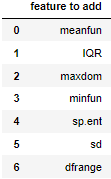 feature to add
0 meanfun
1 IQR
2 maxdom
3 minfun
4 sp.ent
5 sd
6 dfrange